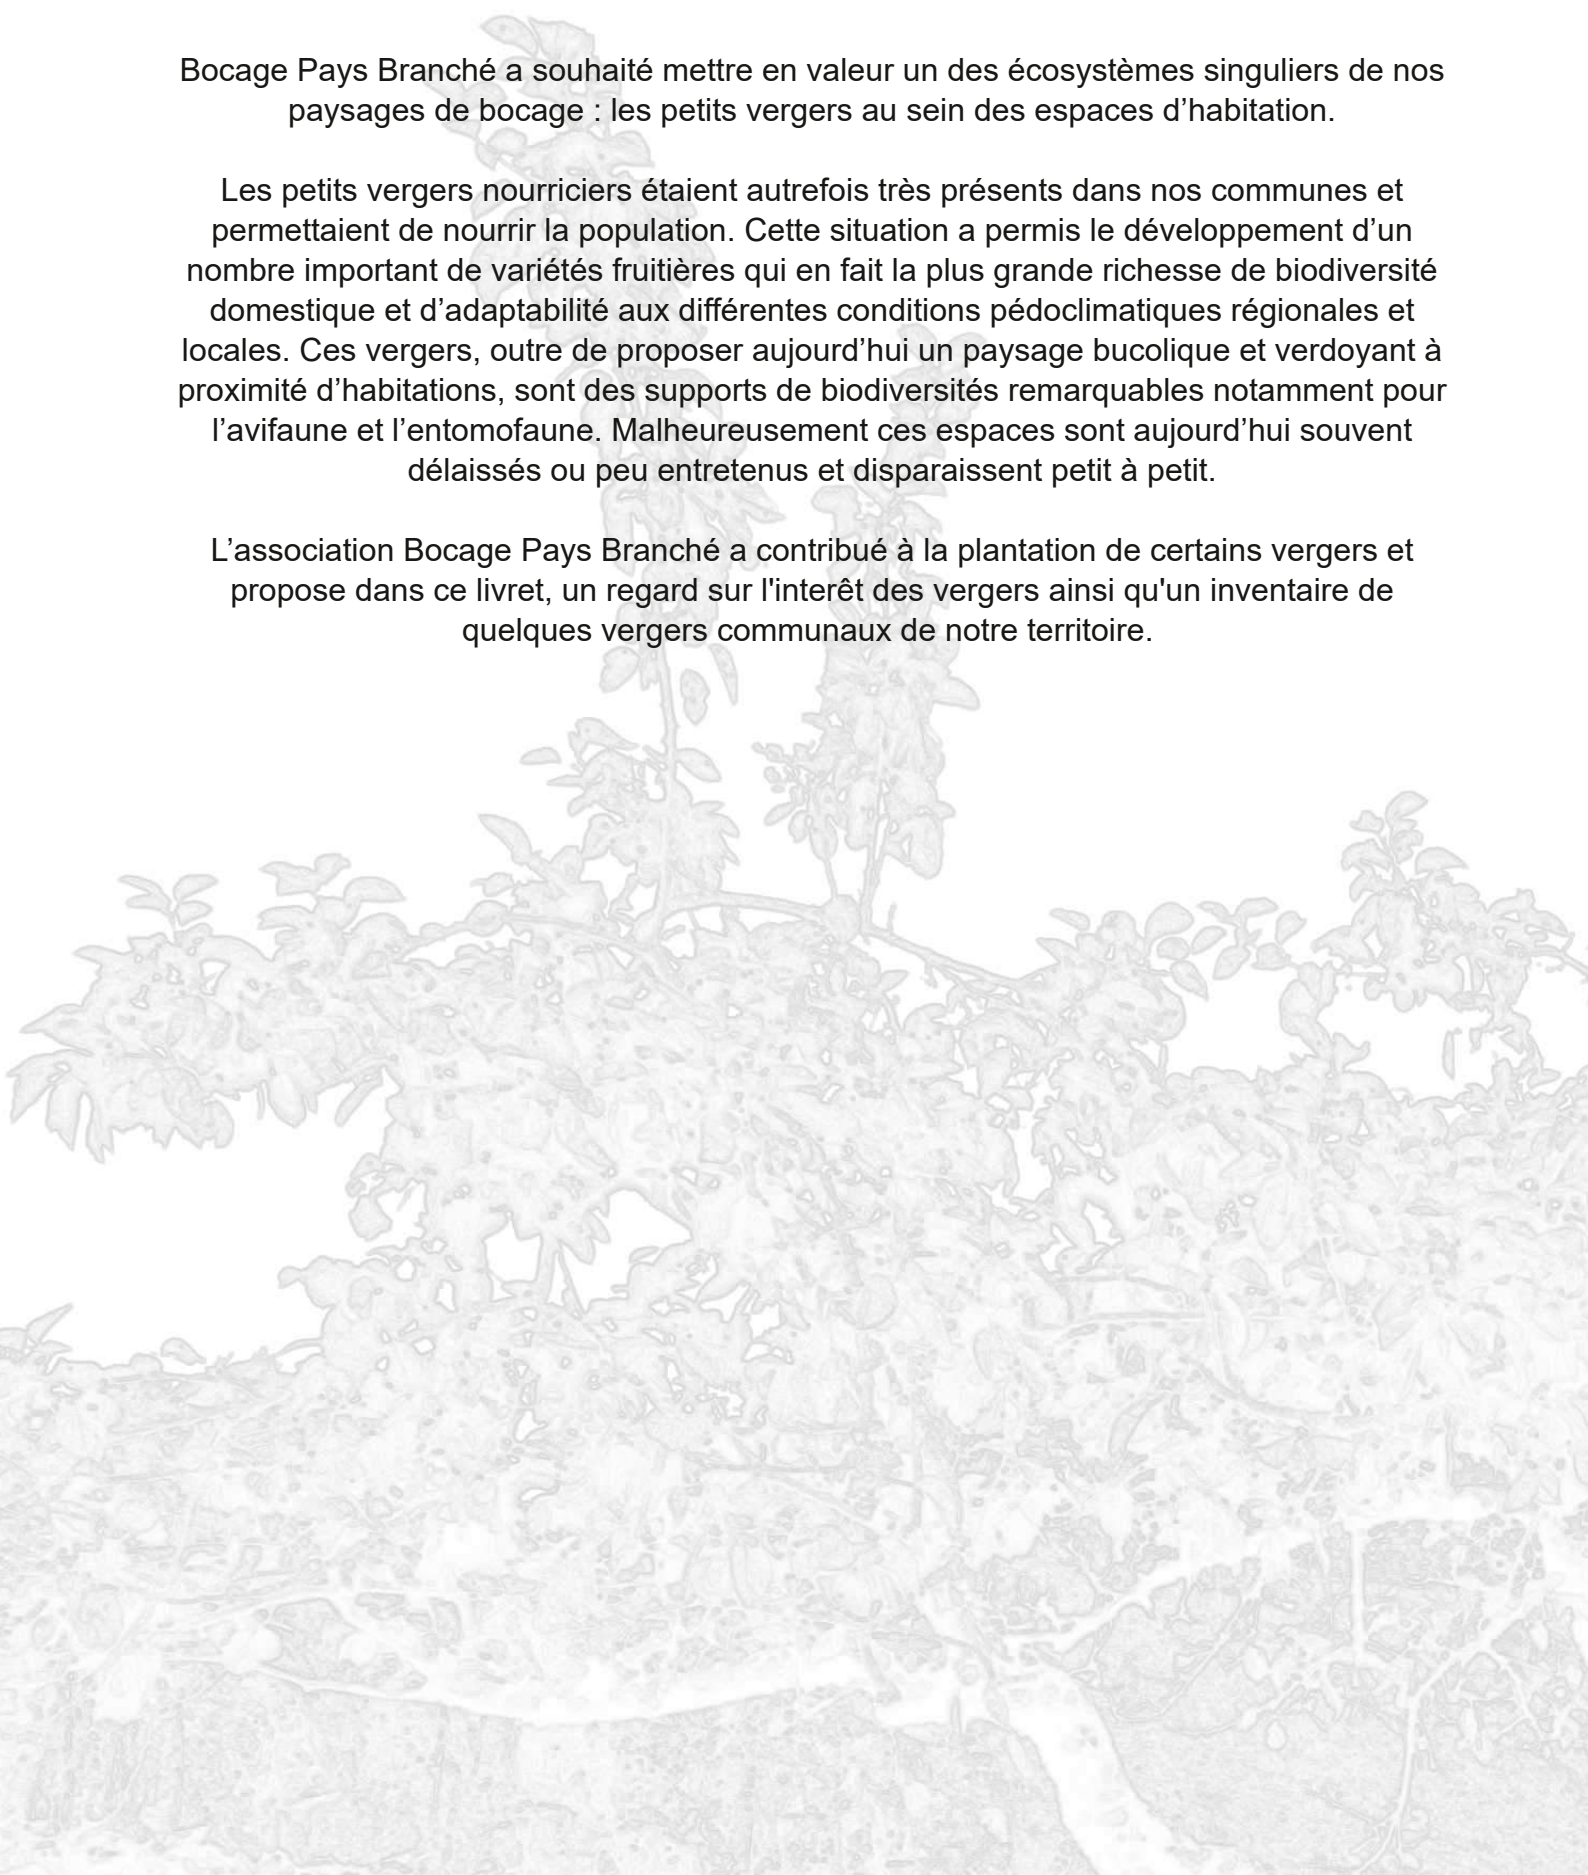 Bocage Pays Branché a souhaité mettre en valeur un des écosystèmes singuliers de nos
paysages de bocage : les petits vergers au sein des espaces d’habitation.
Les petits vergers nourriciers étaient autrefois très présents dans nos communes et
permettaient de nourrir la population. Cette situation a permis le développement d’un
nombre important de variétés fruitières qui en fait la plus grande richesse de biodiversité
domestique et d’adaptabilité aux différentes conditions pédoclimatiques régionales et
locales. Ces vergers, outre de proposer aujourd’hui un paysage bucolique et verdoyant à
proximité d’habitations, sont des supports de biodiversités remarquables notamment pour
l’avifaune et l’entomofaune. Malheureusement ces espaces sont aujourd’hui souvent
délaissés ou peu entretenus et disparaissent petit à petit.
L’association Bocage Pays Branché a contribué à la plantation de certains vergers et
propose dans ce livret, un regard sur l'interêt des vergers ainsi qu'un inventaire de
quelques vergers communaux de notre territoire.